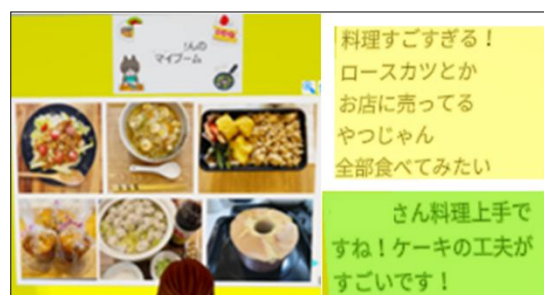 んの
マイブーム
料理すごすぎる！
ロースカツとか
お店に売ってる
やつじゃん
全部食べてみたい
さん料理上手で
すね！ケーキの工夫が
すごいです！